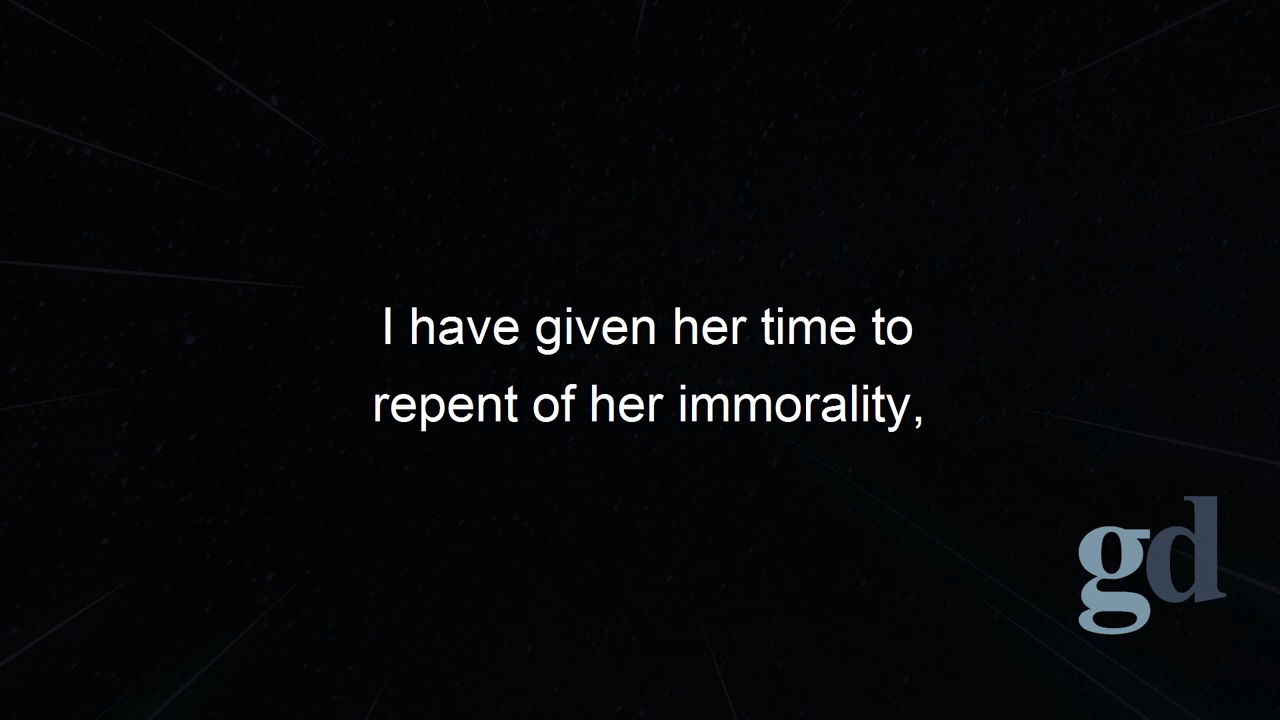 I have given her time to
repent of her immorality,
gd